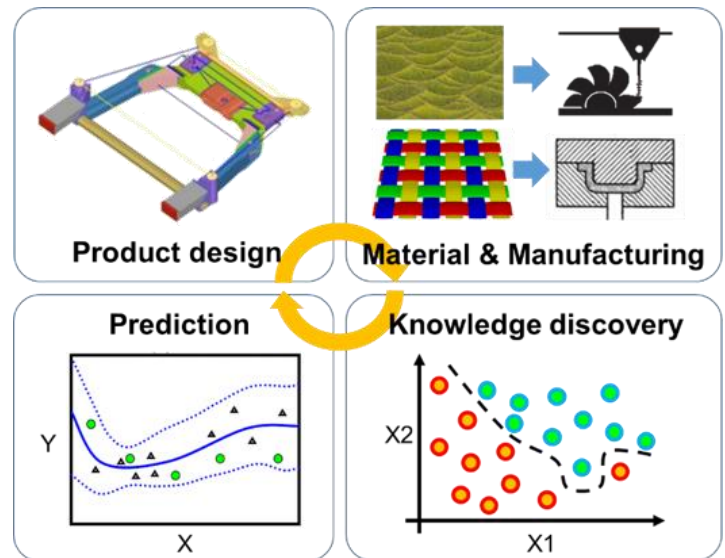 Product design
Material & Manufacturing
Prediction
Y
X
Knowledge discovery
X2
X1